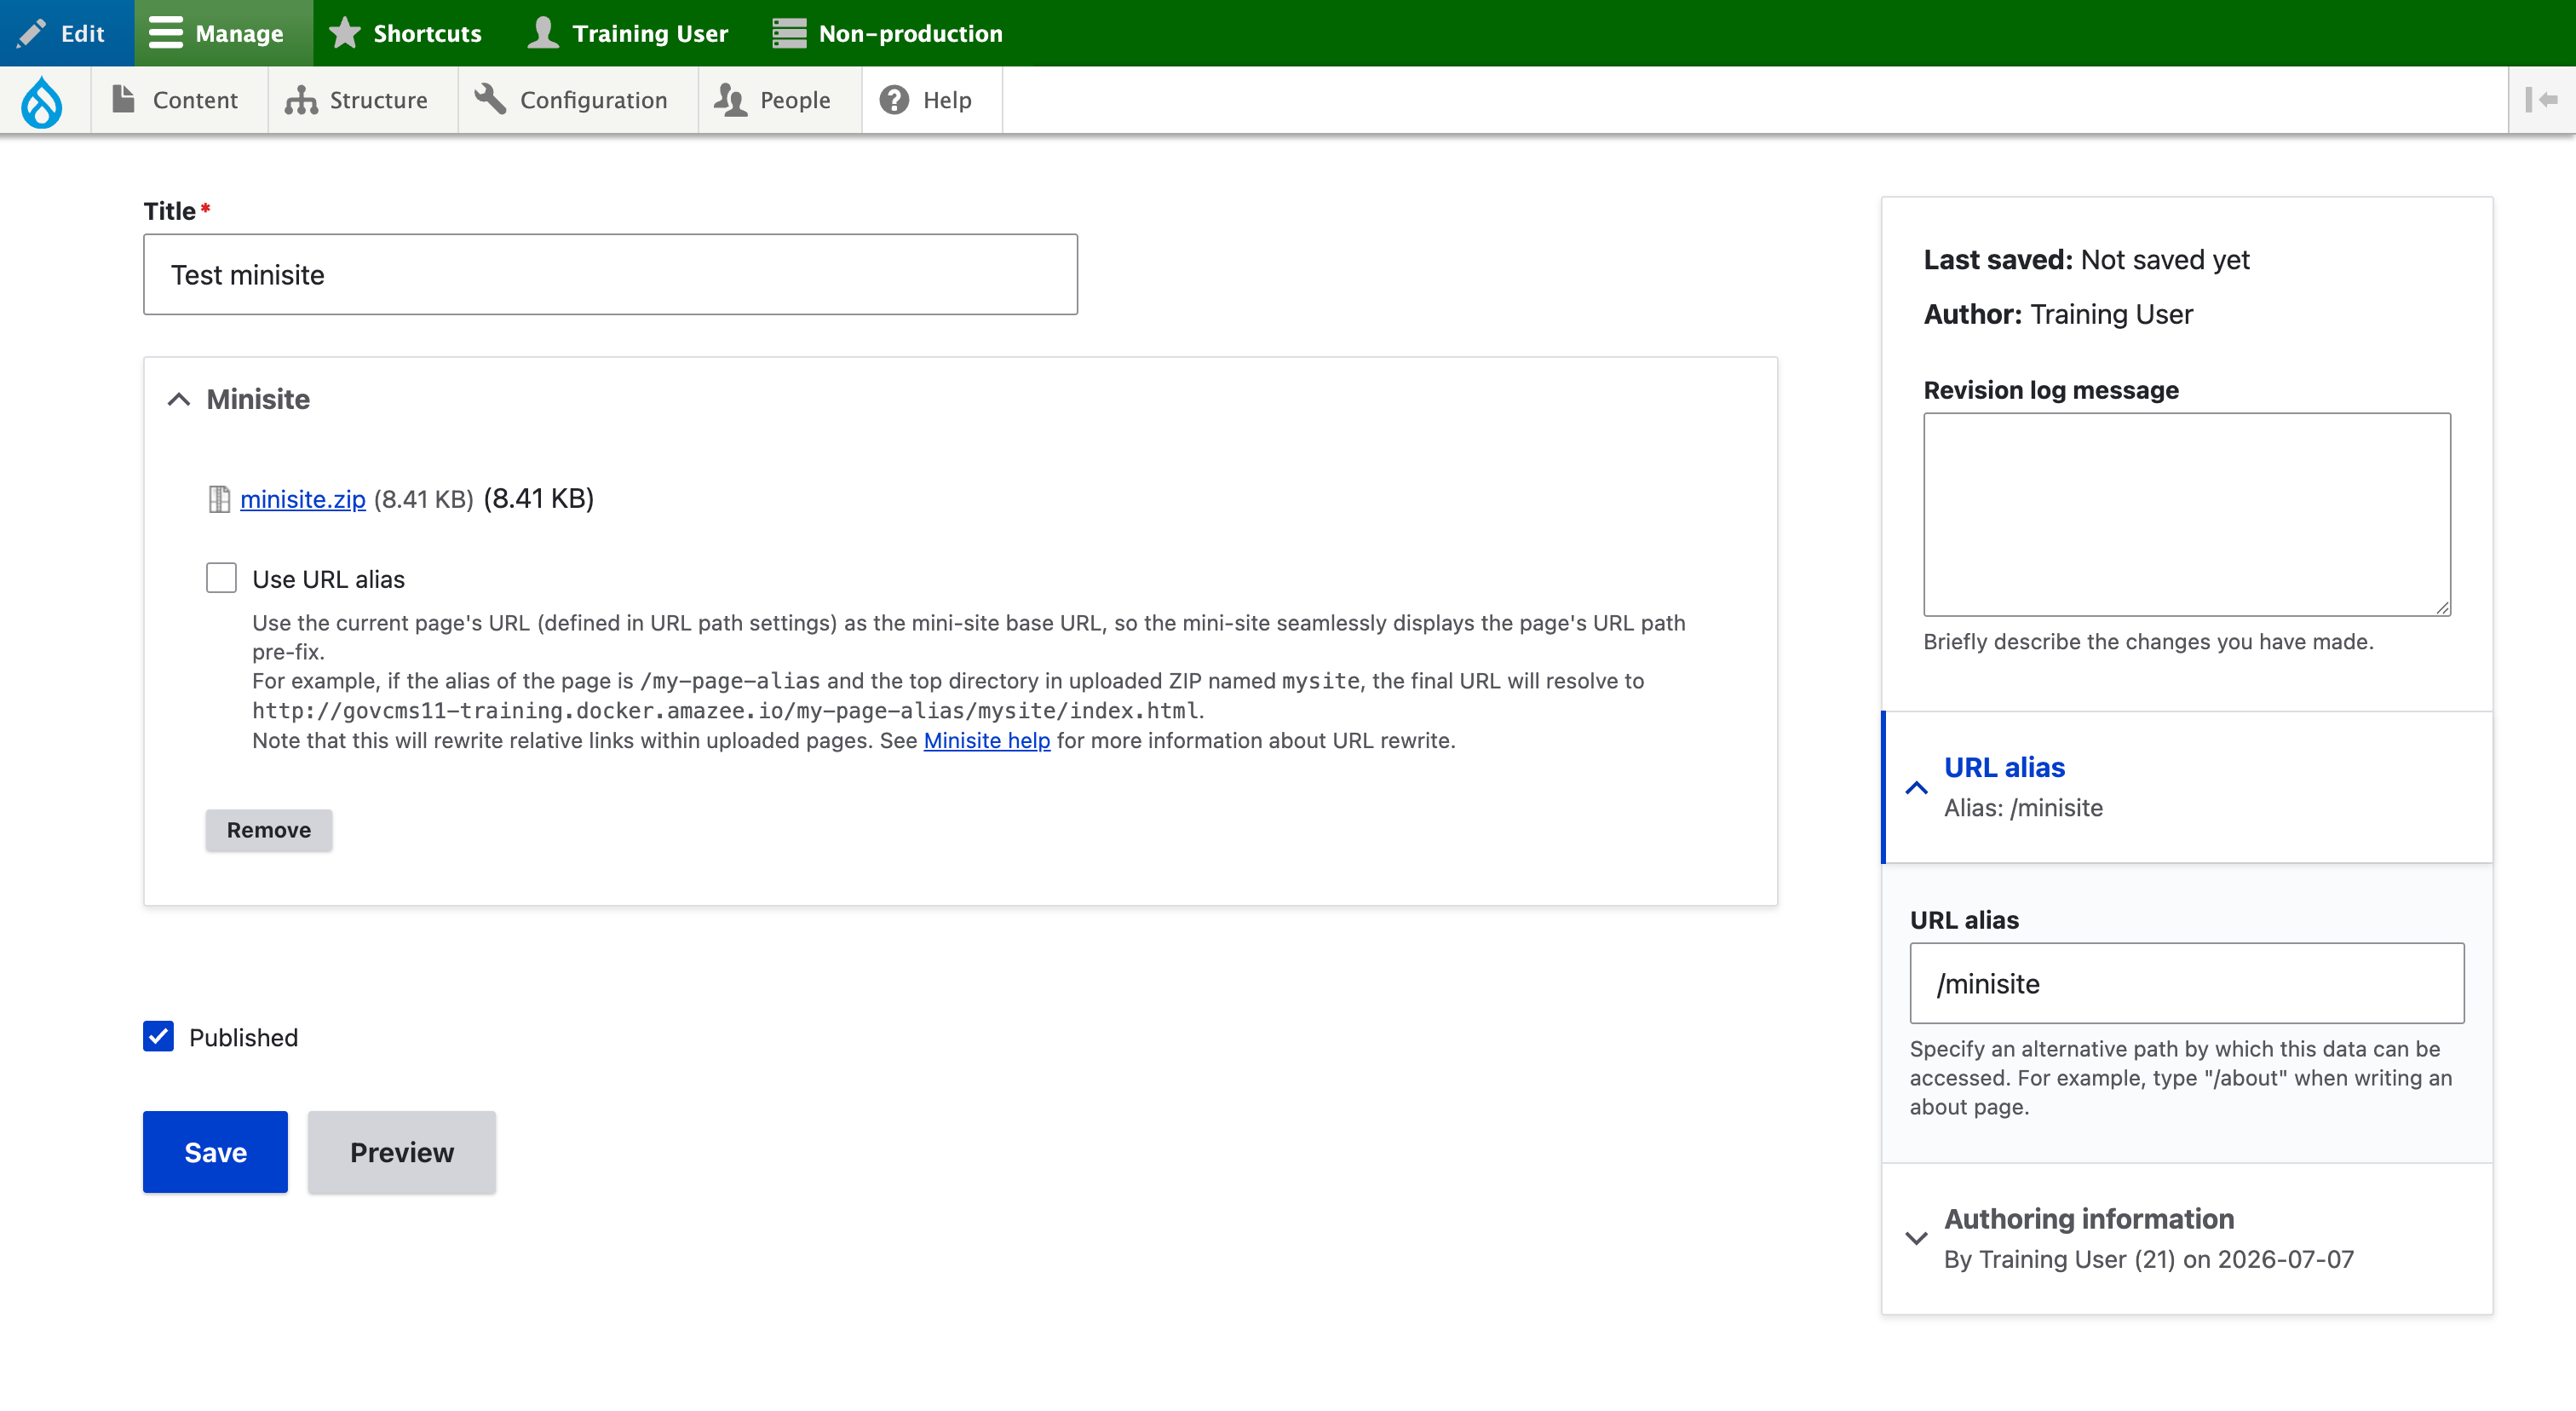 Edit
Manage
Shortcuts
Training User
Non-production
Content
Structure
Configuration
People
Help
Title*
Test minisite
Minisite
minisite.zip (8.41 KB) (8.41 KB)
Use URL alias
Use the current page's URL (defined in URL path settings) as the mini-site base URL, so the mini-site seamlessly displays the page's URL path
pre-fix.
For example, if the alias of the page is /my-page-alias and the top directory in uploaded ZIP named mysite, the final URL will resolve to
http://govcms11-training.docker.amazee.io/my-page-alias/mysite/index.html.
Note that this will rewrite relative links within uploaded pages. See Minisite help for more information about URL rewrite.
Remove
Published
Save
Preview
Last saved: Not saved yet
Author: Training User
Revision log message
Briefly describe the changes you have made.
URL alias
Alias: /minisite
URL alias
/minisite
Specify an alternative path by which this data can be
accessed. For example, type "/about" when writing an
about page.
Authoring information
By Training User (21) on 2026-07-07